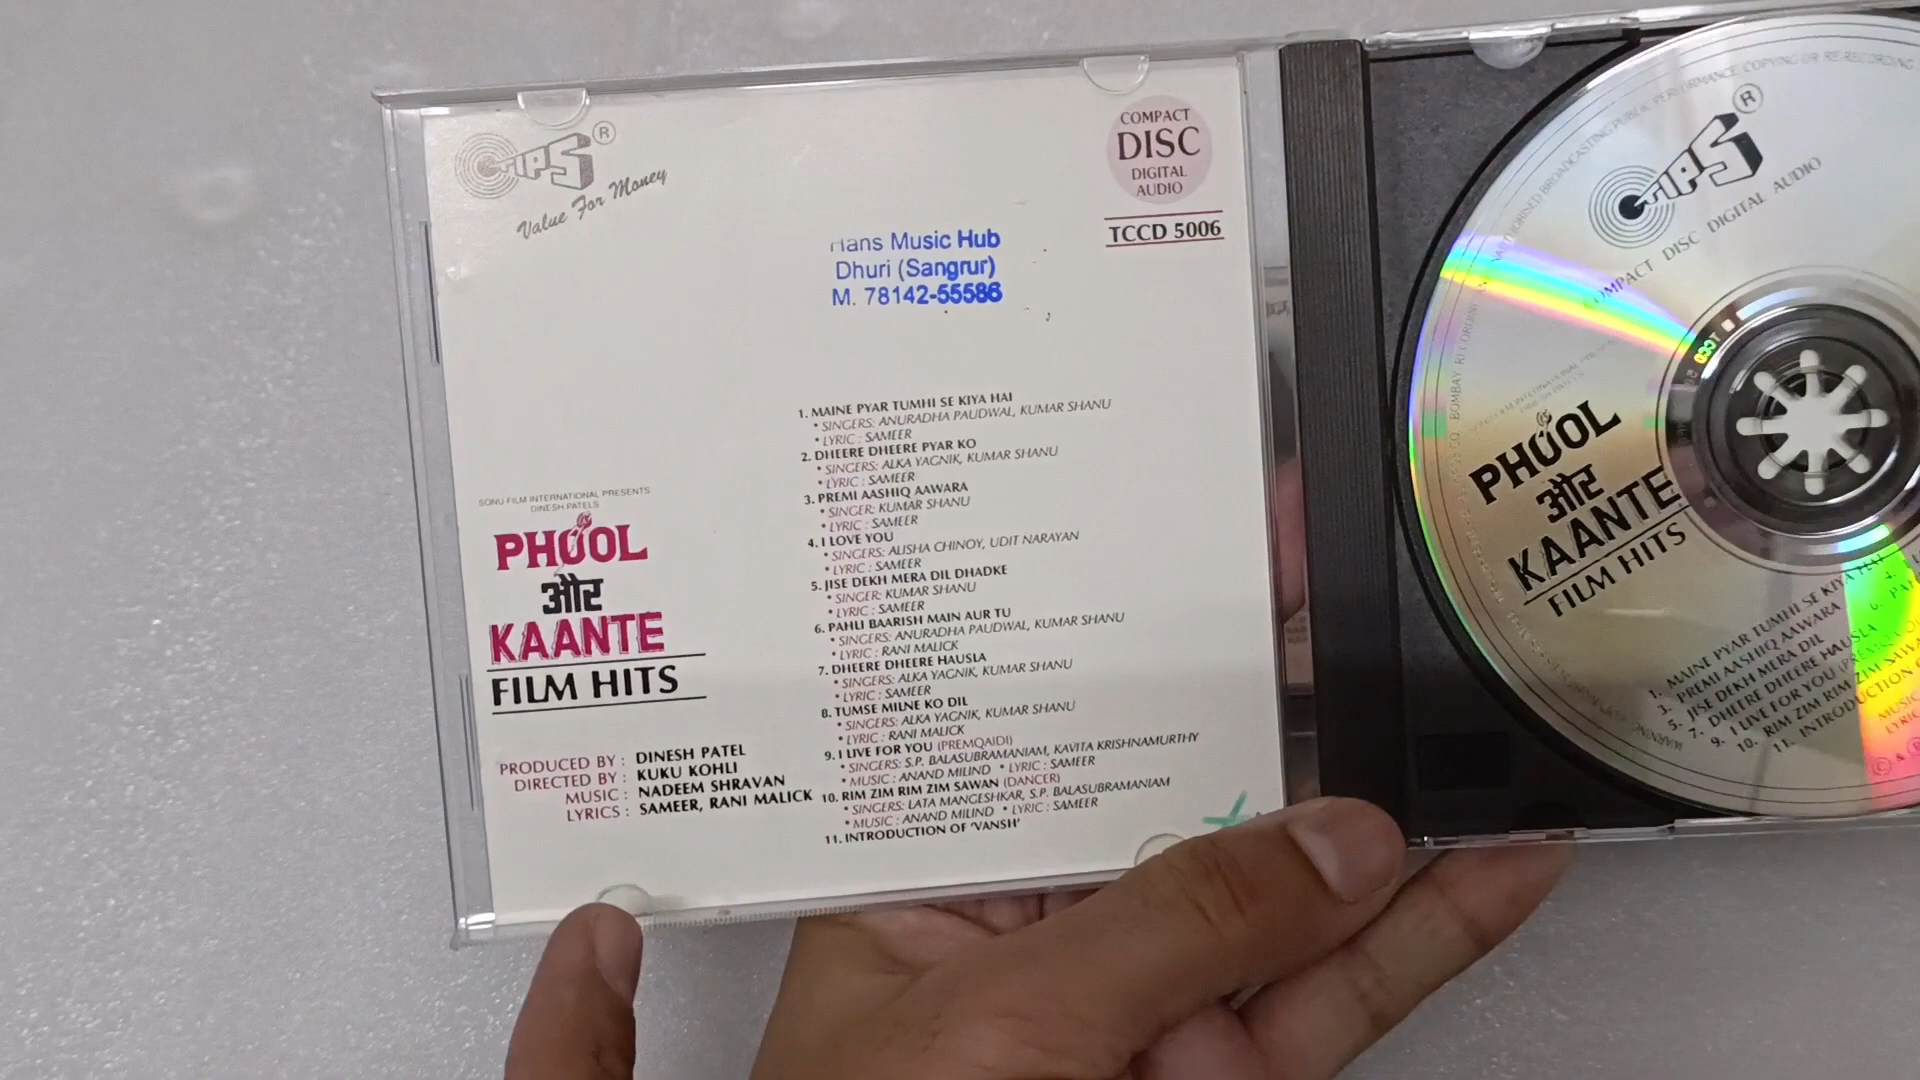 TIPS ®
Value For Money
COMPACT
DISC
DIGITAL
AUDIO
TCCD 5006
Hans Music Hub
Dhuri (Sangrur)
M. 78142-55586
1. MAINE PYAR TUMHI SE KIYA HAI
• SINGERS: ANURADHA PAUDWAL, KUMAR SHANU
• LYRIC : SAMEER
2. DHEERE DHEERE PYAR KO
• SINGERS: ALKA YAGNIK, KUMAR SHANU
• LYRIC : SAMEER
3. PREMI AASHIQ AAWARA
• SINGER: KUMAR SHANU
• LYRIC : SAMEER
4. I LOVE YOU
• SINGERS: ALISHA CHINOY, UDIT NARAYAN
• LYRIC : SAMEER
5. JISE DEKH MERA DIL DHADKE
• SINGER: KUMAR SHANU
• LYRIC : SAMEER
6. PAHLI BAARISH MAIN AUR TU
• SINGERS: ANURADHA PAUDWAL, KUMAR SHANU
• LYRIC : RANI MALICK
7. DHEERE DHEERE HAUSLA
• SINGERS: ALKA YAGNIK, KUMAR SHANU
• LYRIC : SAMEER
8. TUMSE MILNE KO DIL
• SINGERS: ALKA YAGNIK, KUMAR SHANU
• LYRIC : RANI MALICK
9. I LIVE FOR YOU (PREMQAIDI)
• SINGERS: S.P. BALASUBRAMANIAM, KAVITA KRISHNAMURTHY
• MUSIC : ANAND MILIND • LYRIC : SAMEER
10. RIM ZIM RIM ZIM SAWAN (DANCER)
• SINGERS: LATA MANGESHKAR, S.P. BALASUBRAMANIAM
• MUSIC : ANAND MILIND • LYRIC : SAMEER
11. INTRODUCTION OF 'VANSH'
SONU FILM INTERNATIONAL PRESENTS
DINESH PATELS
PHOOL
और
KAANTE
FILM HITS
PRODUCED BY : DINESH PATEL
DIRECTED BY : KUKU KOHLI
MUSIC : NADEEM SHRAVAN
LYRICS : SAMEER, RANI MALICK
TIPS ®
COMPACT DISC DIGITAL AUDIO
PHOOL
और
KAANTE
FILM HITS
1. MAINE PYAR TUMHI SE KIYA
3. PREMI AASHIQ AAWARA
5. JISE DEKH MERA DIL
7. DHEERE DHEERE HAUSLA
9. I LIVE FOR YOU
10. RIM ZIM RIM ZIM
11. INTRODUCTION